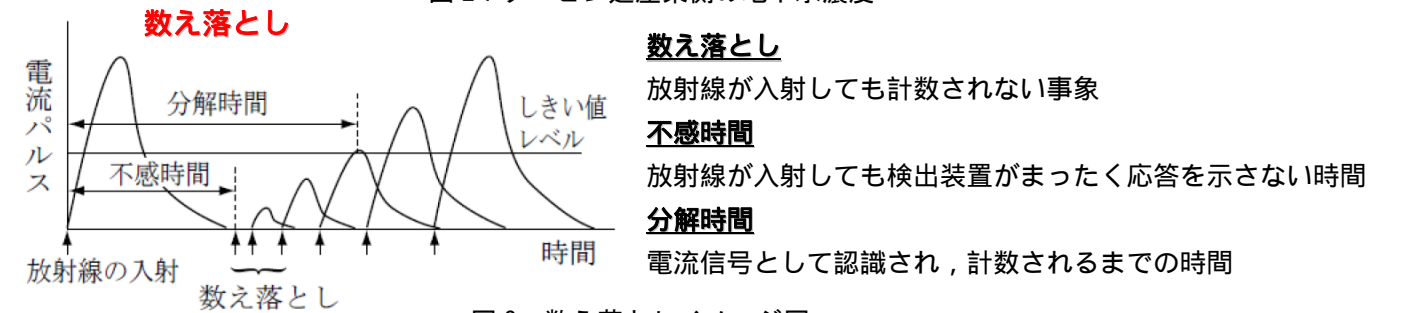 数え落とし
電流パルス
分解時間
しきい値
レベル
不感時間
時間
放射線の入射
数え落とし
数え落とし
放射線が入射しても計数されない事象
不感時間
放射線が入射しても検出装置がまったく応答を示さない時間
分解時間
電流信号として認識され，計数されるまでの時間